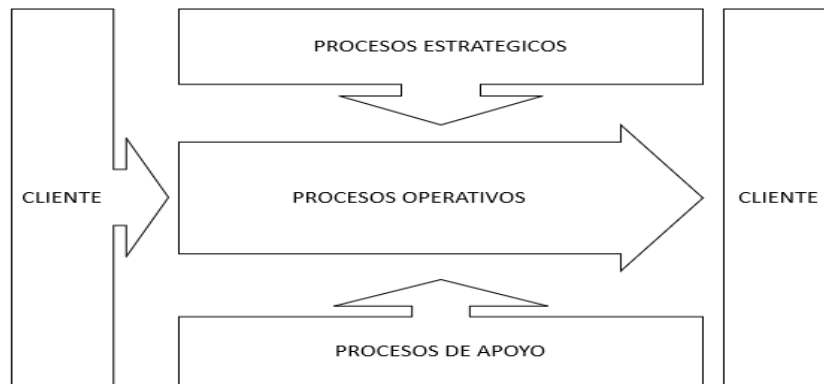 PROCESOS ESTRATEGICOS
CLIENTE
PROCESOS OPERATIVOS
CLIENTE
PROCESOS DE APOYO